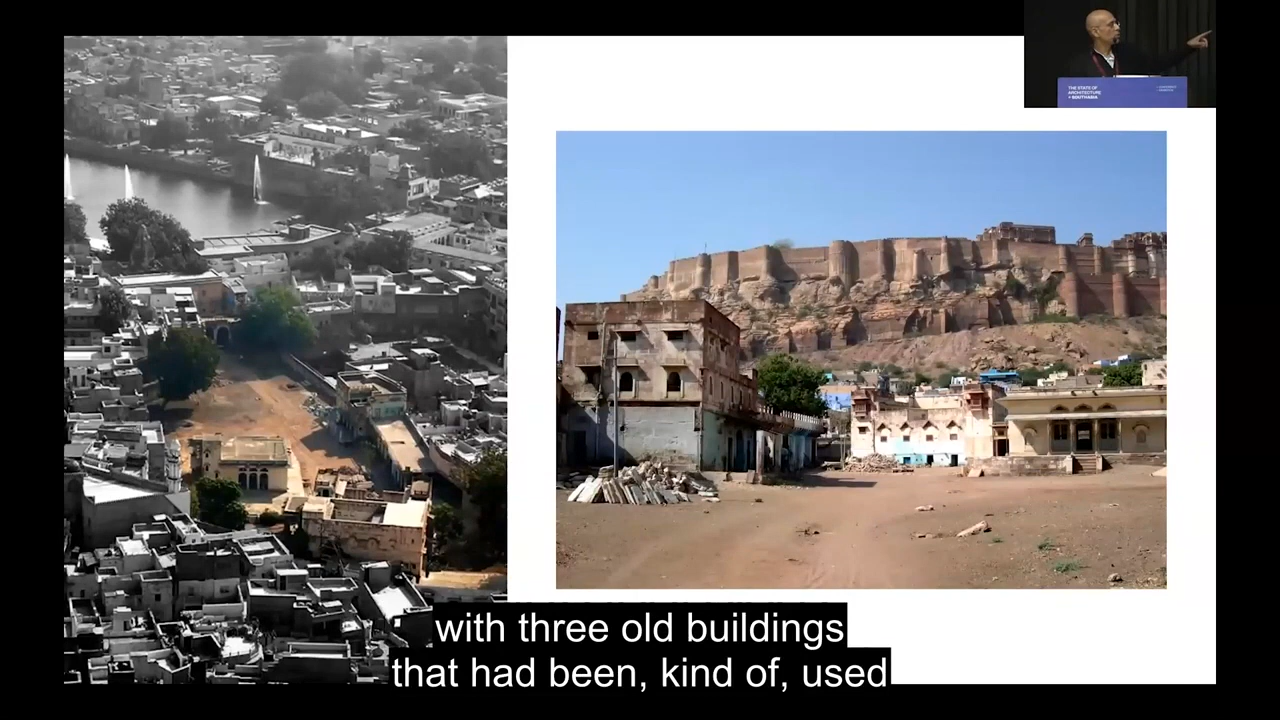 THE STATE OF
ARCHITECTURE
+ SOUTHASIA
with three old buildings
that had been, kind of, used